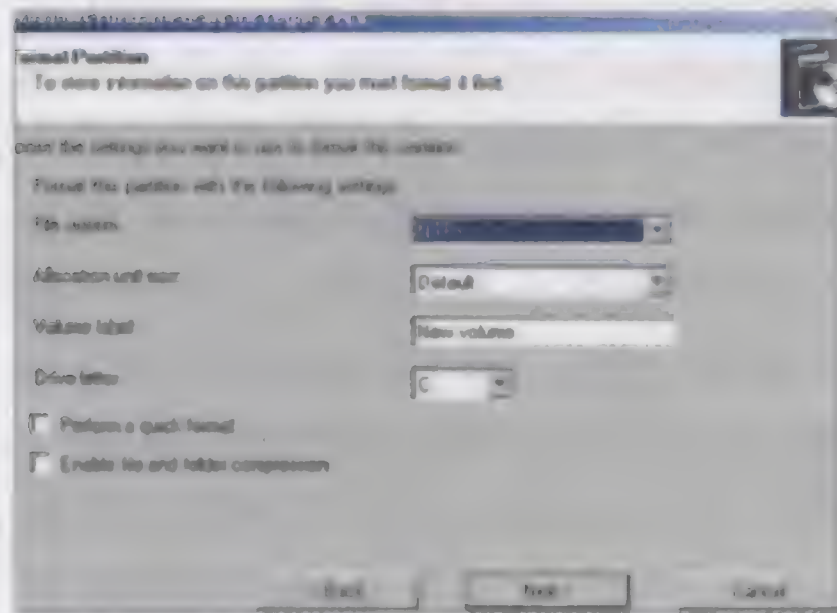 Format Partition
To store information on this partition you must format it first.
the settings you want to use to format this partition
Format this partition with the following settings
File system
Allocation unit size
Default
Volume label
New volume
Drive letter
C
Perform a quick format
Enable file and folder compression
Back
Next
Cancel